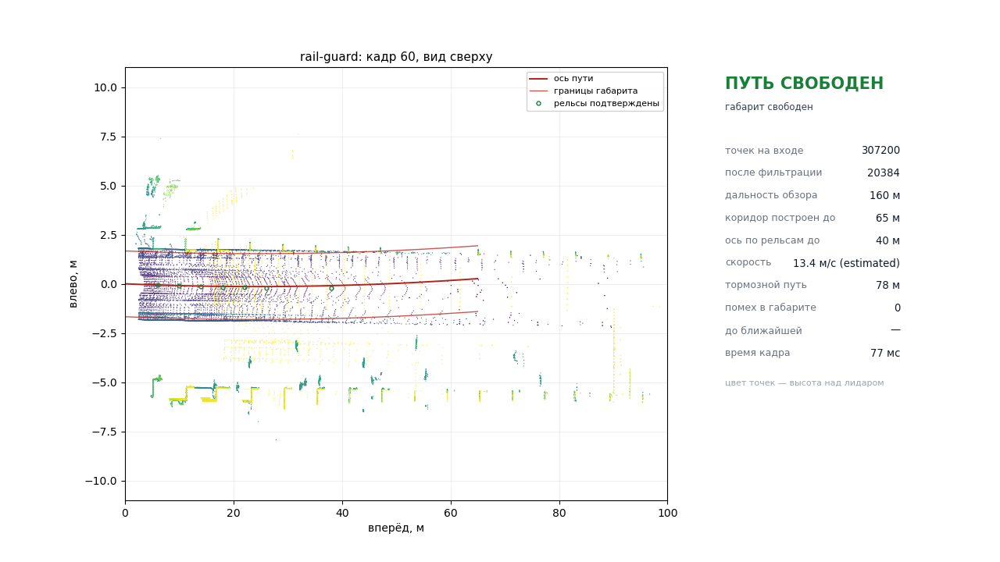 rail-guard: кадр 60, вид сверху
10.0
7.5
5.0
2.5
0.0
−2.5
−5.0
−7.5
−10.0
влево, м
0 20 40 60 80 100
вперёд, м
ось пути
границы габарита
рельсы подтверждены
ПУТЬ СВОБОДЕН
габарит свободен
точек на входе 307200
после фильтрации 20384
дальность обзора 160 м
коридор построен до 65 м
ось по рельсам до 40 м
скорость 13.4 м/с (estimated)
тормозной путь 78 м
помех в габарите 0
до ближайшей —
время кадра 77 мс
цвет точек — высота над лидаром